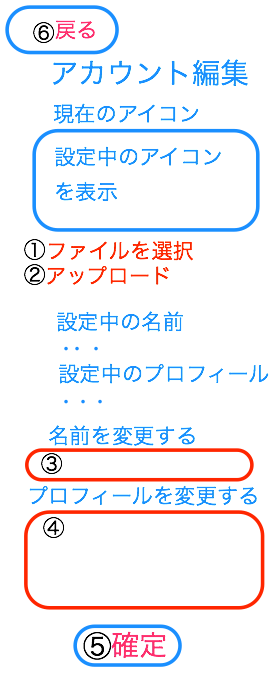 ⑥戻る
アカウント編集
現在のアイコン
設定中のアイコン
を表示
①ファイルを選択
②アップロード
設定中の名前
・・・
設定中のプロフィール
・・・
名前を変更する
③
プロフィールを変更する
④
⑤確定